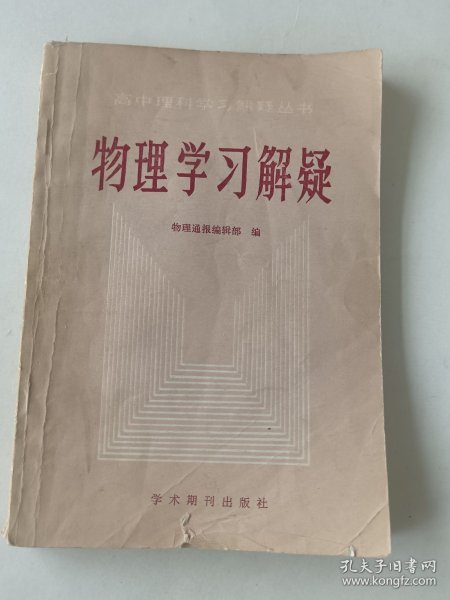 高中理科学习解疑丛书
物理学习解疑
物理通报编辑部 编
学术期刊出版社
孔夫子旧书网
www.kongfz.com